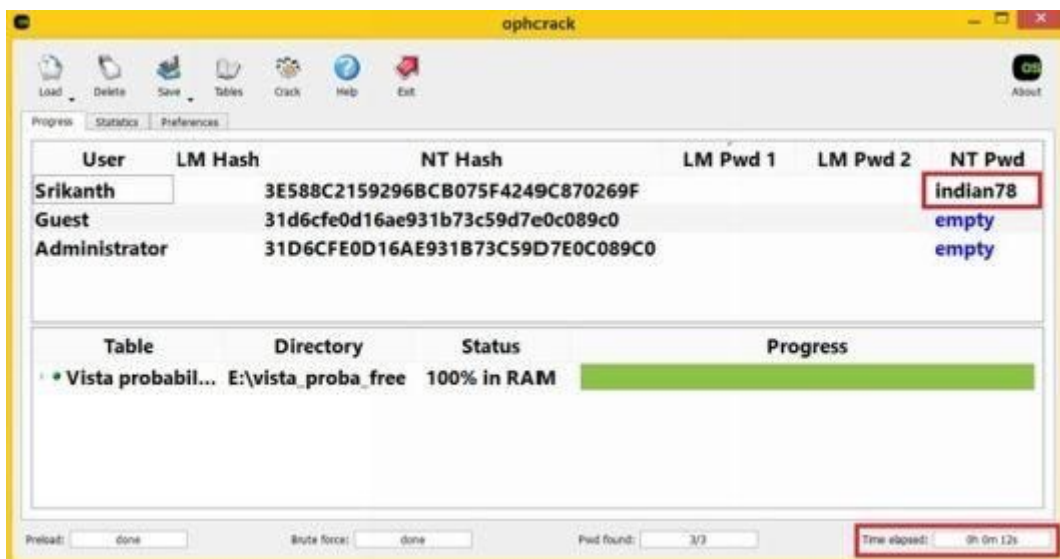 ophcrack
Load Delete Save Tables Crack Help Exit About
Progress Statistics Preferences
User LM Hash NT Hash LM Pwd 1 LM Pwd 2 NT Pwd
Srikanth 3E588C2159296BCB075F4249C870269F indian78
Guest 31d6cfe0d16ae931b73c59d7e0c089c0 empty
Administrator 31D6CFE0D16AE931B73C59D7E0C089C0 empty
Table Directory Status Progress
Vista probabil... E:\vista_proba_free 100% in RAM
Preload: done Brute force: done Pwd found: 3/3 Time elapsed: 0h 0m 12s